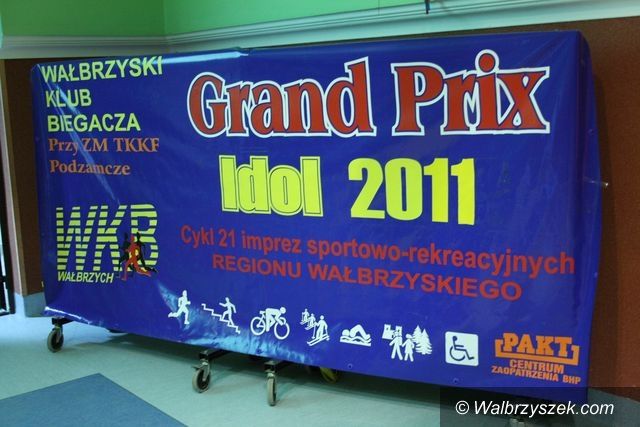 WAŁBRZYSKI
KLUB
BIEGACZA
Przy ZM TKKF
Podzamcze
WKB
WAŁBRZYCH
Grand Prix
Idol 2011
Cykl 21 imprez sportowo-rekreacyjnych
REGIONU WAŁBRZYSKIEGO
PAKT
CENTRUM
ZAOPATRZENIA BHP
© Walbrzyszek.com